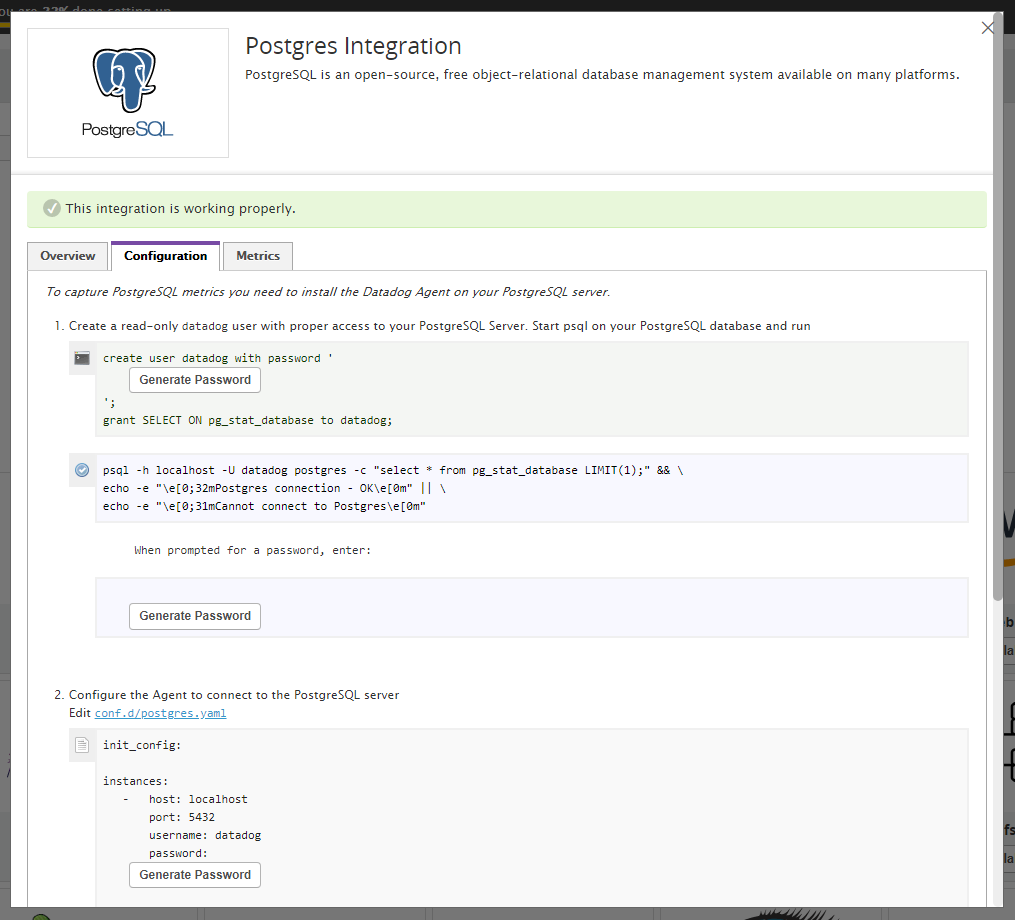 ou are 22% done setting up
Postgres Integration
PostgreSQL is an open-source, free object-relational database management system available on many platforms.
PostgreSQL
This integration is working properly.
Overview
Configuration
Metrics
To capture PostgreSQL metrics you need to install the Datadog Agent on your PostgreSQL server.
1. Create a read-only datadog user with proper access to your PostgreSQL Server. Start psql on your PostgreSQL database and run
create user datadog with password '
Generate Password
';
grant SELECT ON pg_stat_database to datadog;
psql -h localhost -U datadog postgres -c "select * from pg_stat_database LIMIT(1);" && \
echo -e "\e[0;32mPostgres connection - OK\e[0m" || \
echo -e "\e[0;31mCannot connect to Postgres\e[0m"
When prompted for a password, enter:
Generate Password
2. Configure the Agent to connect to the PostgreSQL server
Edit conf.d/postgres.yaml
init_config:
instances:
- host: localhost
port: 5432
username: datadog
password:
Generate Password